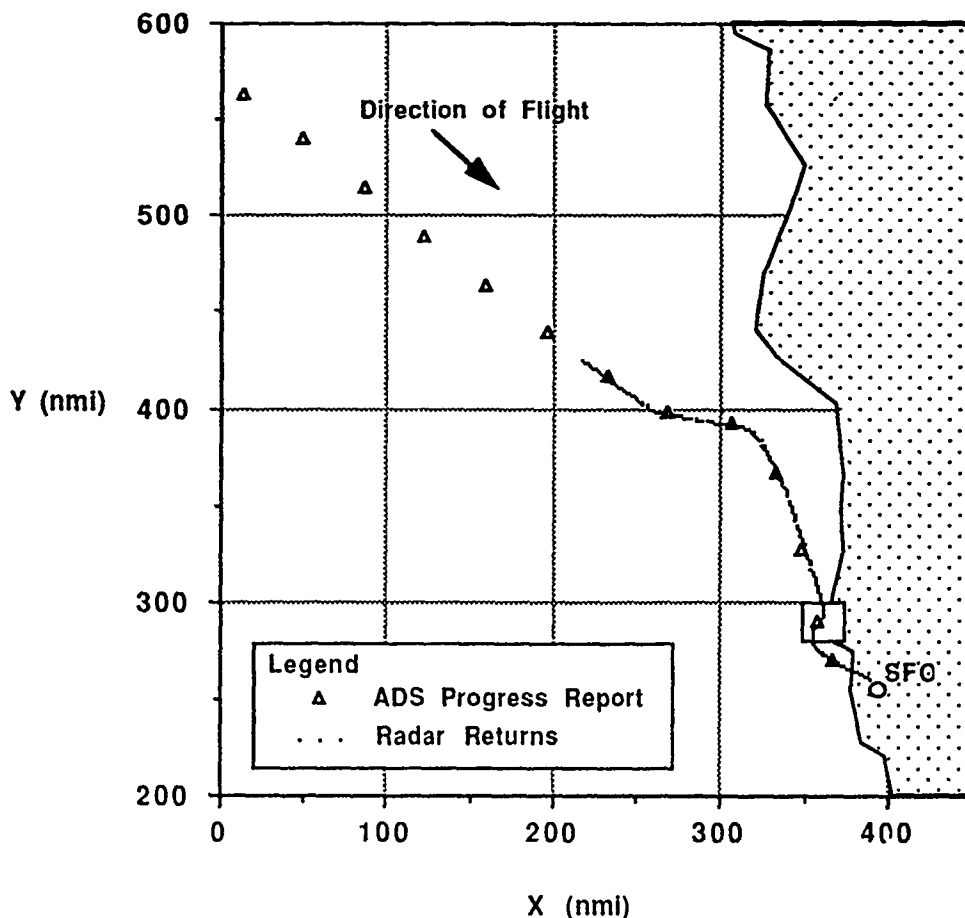 600
Direction of Flight
500
Y (nmi)
400
300
Legend
ADS Progress Report
. . . . Radar Returns
SFO
200
0
100
200
300
400
X (nmi)